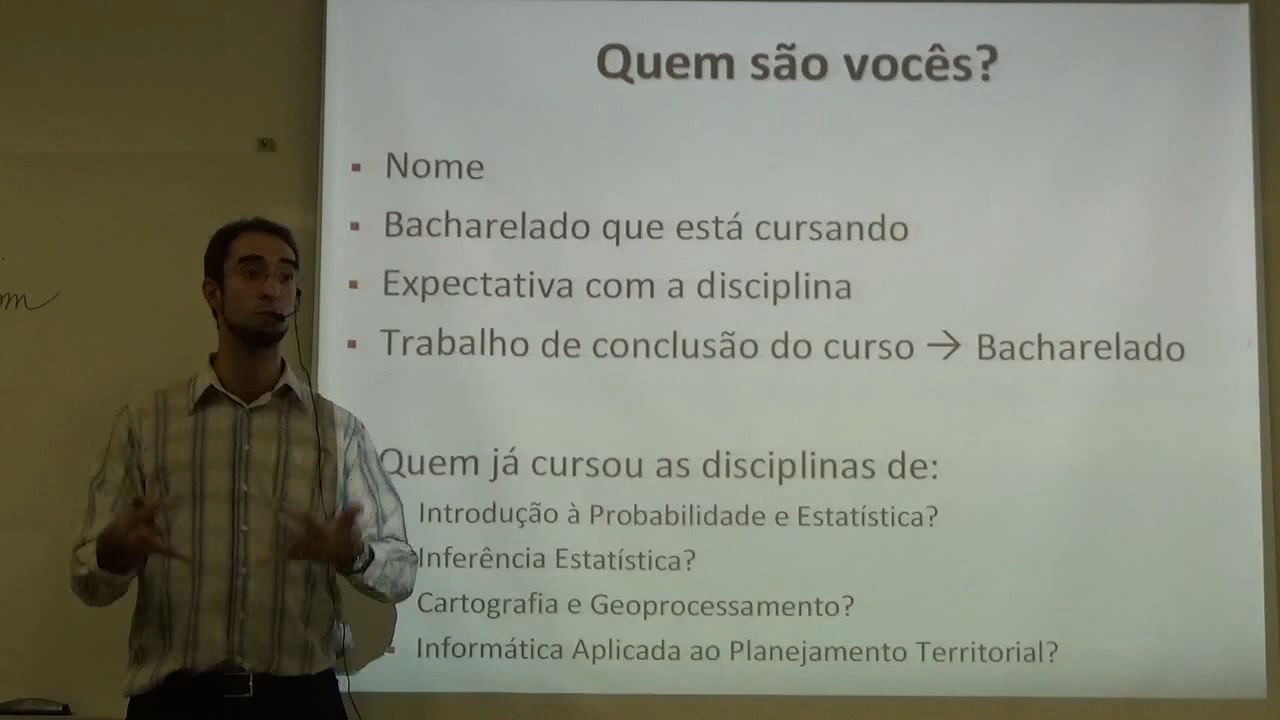 Quem são vocês?
Nome
Bacharelado que está cursando
Expectativa com a disciplina
Trabalho de conclusão do curso → Bacharelado
Quem já cursou as disciplinas de:
Introdução à Probabilidade e Estatística?
Inferência Estatística?
Cartografia e Geoprocessamento?
Informática Aplicada ao Planejamento Territorial?